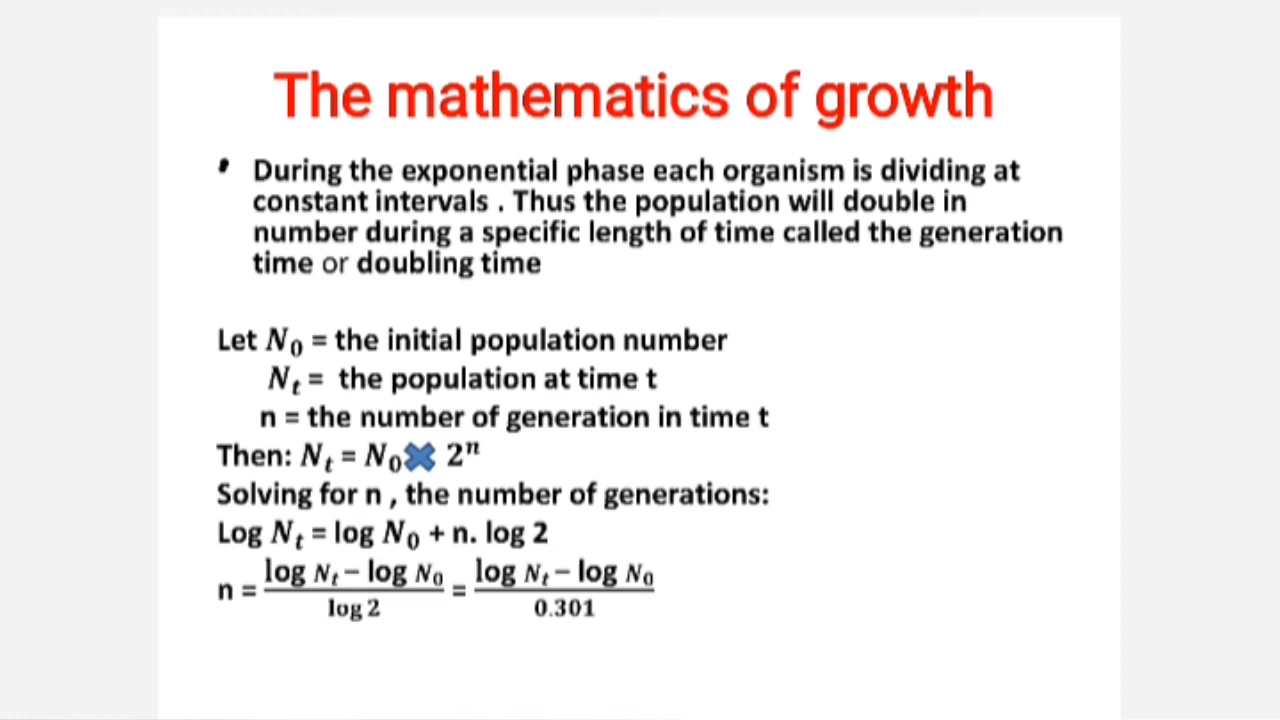 The mathematics of growth
• During the exponential phase each organism is dividing at
constant intervals . Thus the population will double in
number during a specific length of time called the generation
time or doubling time
Let N₀ = the initial population number
Nₜ = the population at time t
n = the number of generation in time t
Then: Nₜ = N₀ ✖ 2ⁿ
Solving for n , the number of generations:
Log Nₜ = log N₀ + n. log 2
n = (log Nₜ − log N₀)/(log 2) = (log Nₜ − log N₀)/(0.301)